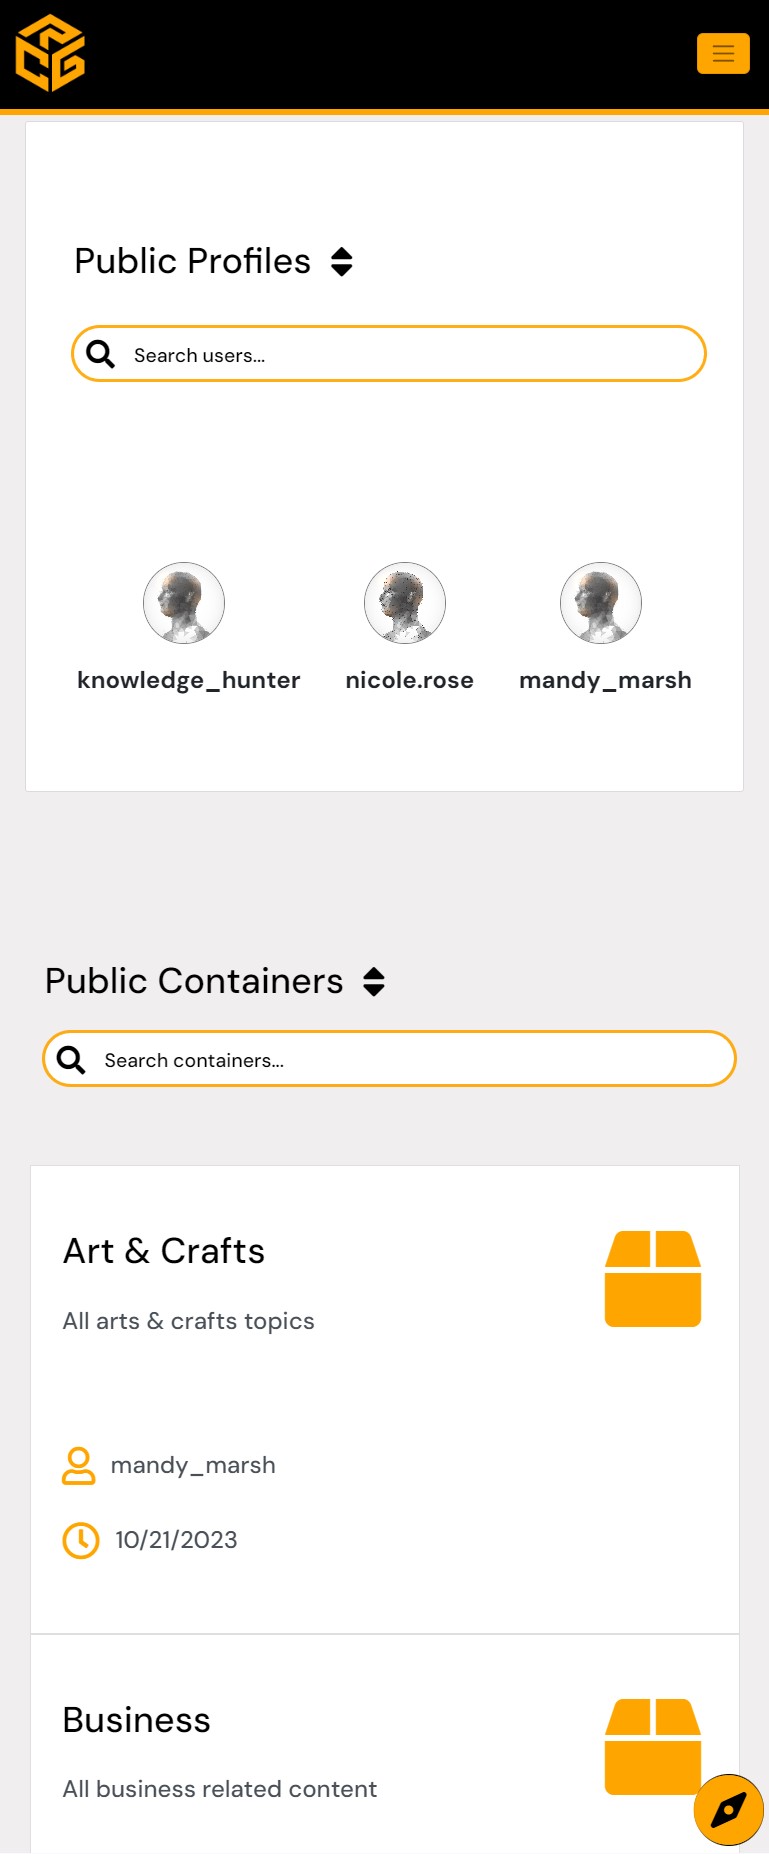 Public Profiles
Search users...
knowledge_hunter
nicole.rose
mandy_marsh
Public Containers
Search containers...
Art & Crafts
All arts & crafts topics
mandy_marsh
10/21/2023
Business
All business related content